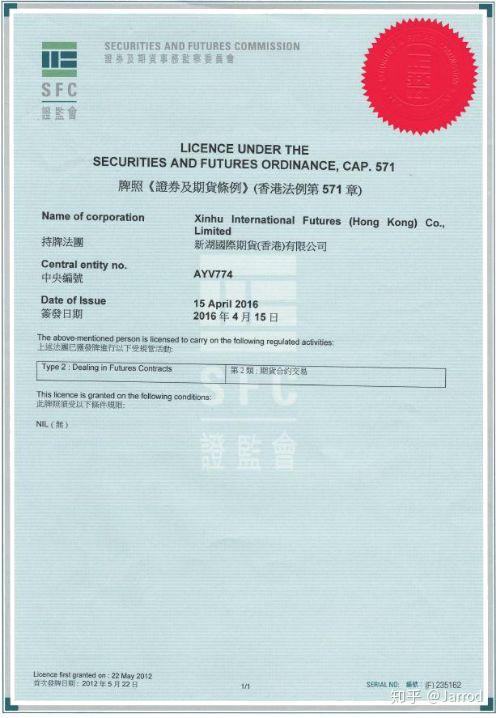 SECURITIES AND FUTURES COMMISSION
證券及期貨事務監察委員會
SFC
證監會
LICENCE UNDER THE
SECURITIES AND FUTURES ORDINANCE, CAP. 571
牌照《證券及期貨條例》(香港法例第 571 章)
Name of corporation
Xinhu International Futures (Hong Kong) Co.,
Limited
持牌法團
新湖國際期貨(香港)有限公司
Central entity no.
中央編號
AYV774
Date of Issue
15 April 2016
簽發日期
2016 年 4 月 15 日
The above-mentioned person is licensed to carry on the following regulated activities:
上述法團已獲發牌進行以下受規管活動:
Type 2 : Dealing in Futures Contracts
第 2 類 : 期貨合約交易
This licence is granted on the following conditions:
此牌照須受以下條件規限:
NIL ( 無 )
SFC
證監會
Licence first granted on : 22 May 2012
首次發牌日期 : 2012 年 5 月 22 日
1/1
SERIAL NO: 編號 (F) 235162
知乎 @Jarrod